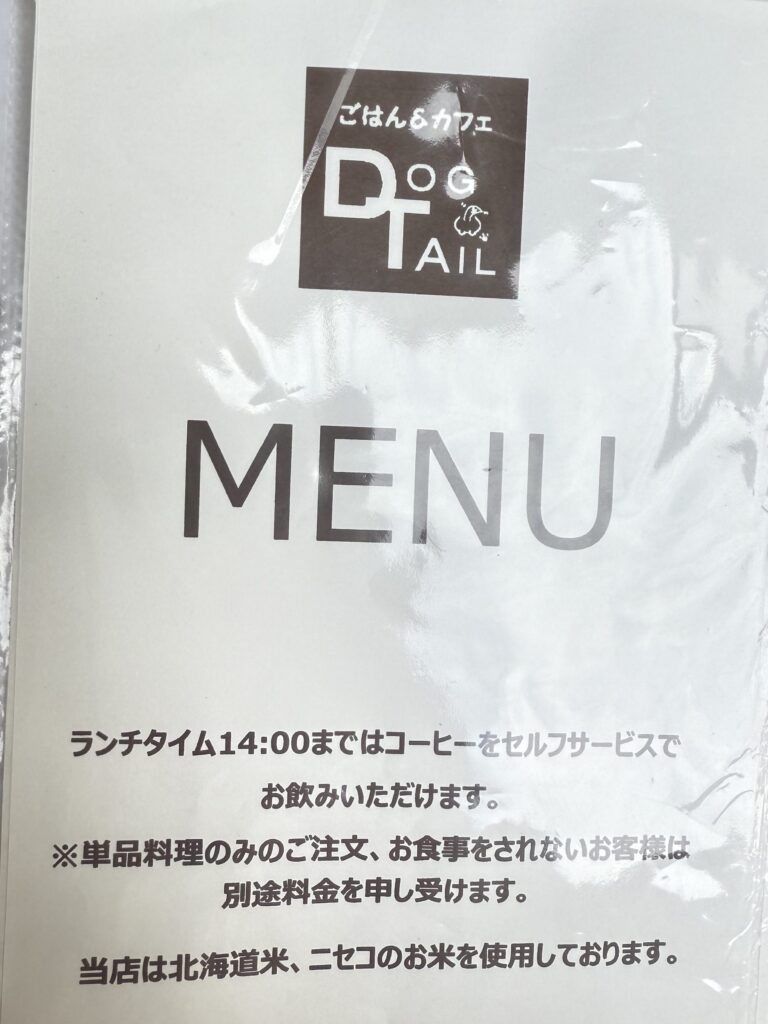 ごはん&カフェ
DOG
TAIL
MENU
ランチタイム14:00まではコーヒーをセルフサービスで
お飲みいただけます。
※単品料理のみのご注文、お食事をされないお客様は
別途料金を申し受けます。
当店は北海道米、ニセコのお米を使用しております。